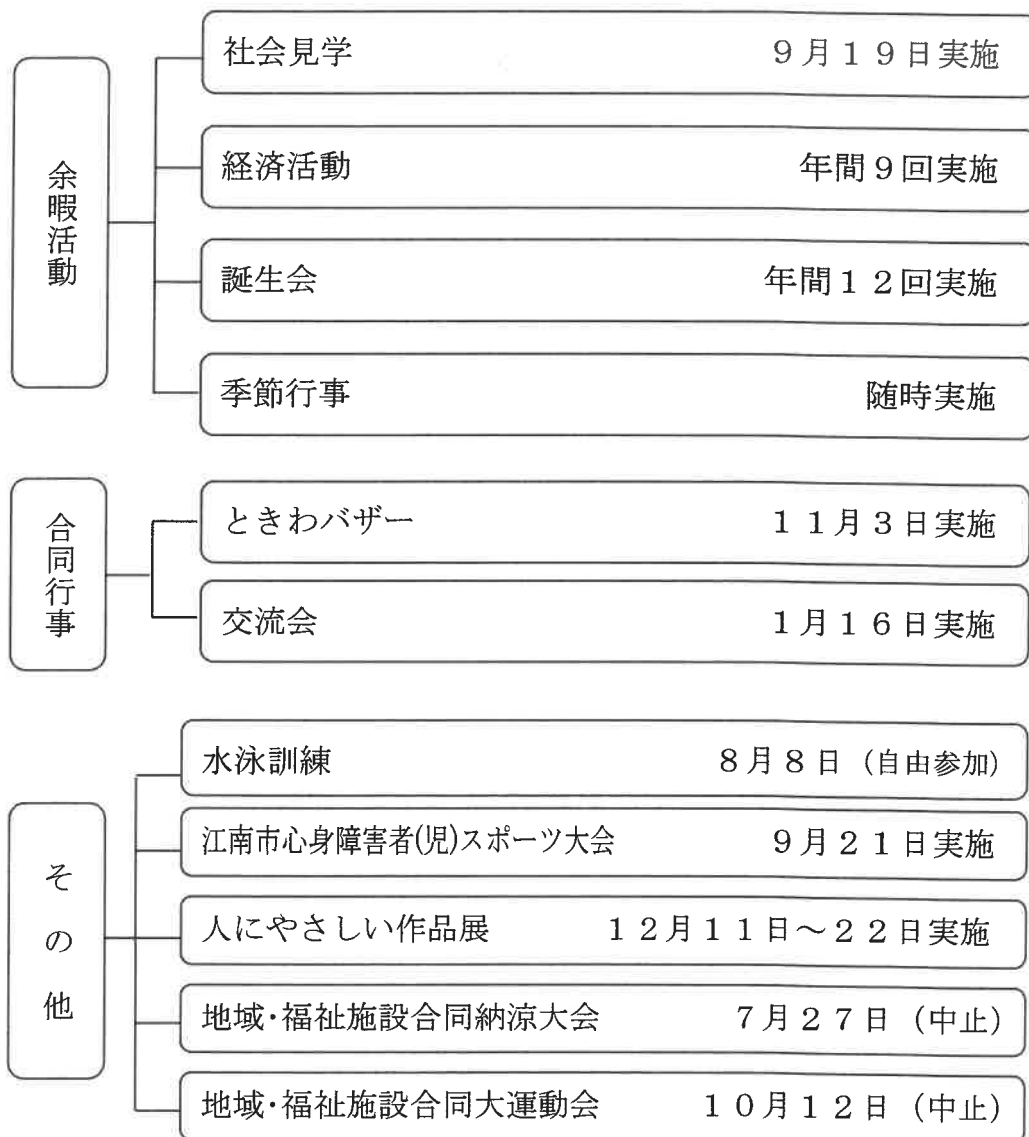 余暇活動
社会見学 9月19日実施
経済活動 年間9回実施
誕生会 年間12回実施
季節行事 随時実施
合同行事
ときわバザー 11月3日実施
交流会 1月16日実施
その他
水泳訓練 8月8日（自由参加）
江南市心身障害者(児)スポーツ大会 9月21日実施
人にやさしい作品展 12月11日～22日実施
地域・福祉施設合同納涼大会 7月27日（中止）
地域・福祉施設合同大運動会 10月12日（中止）